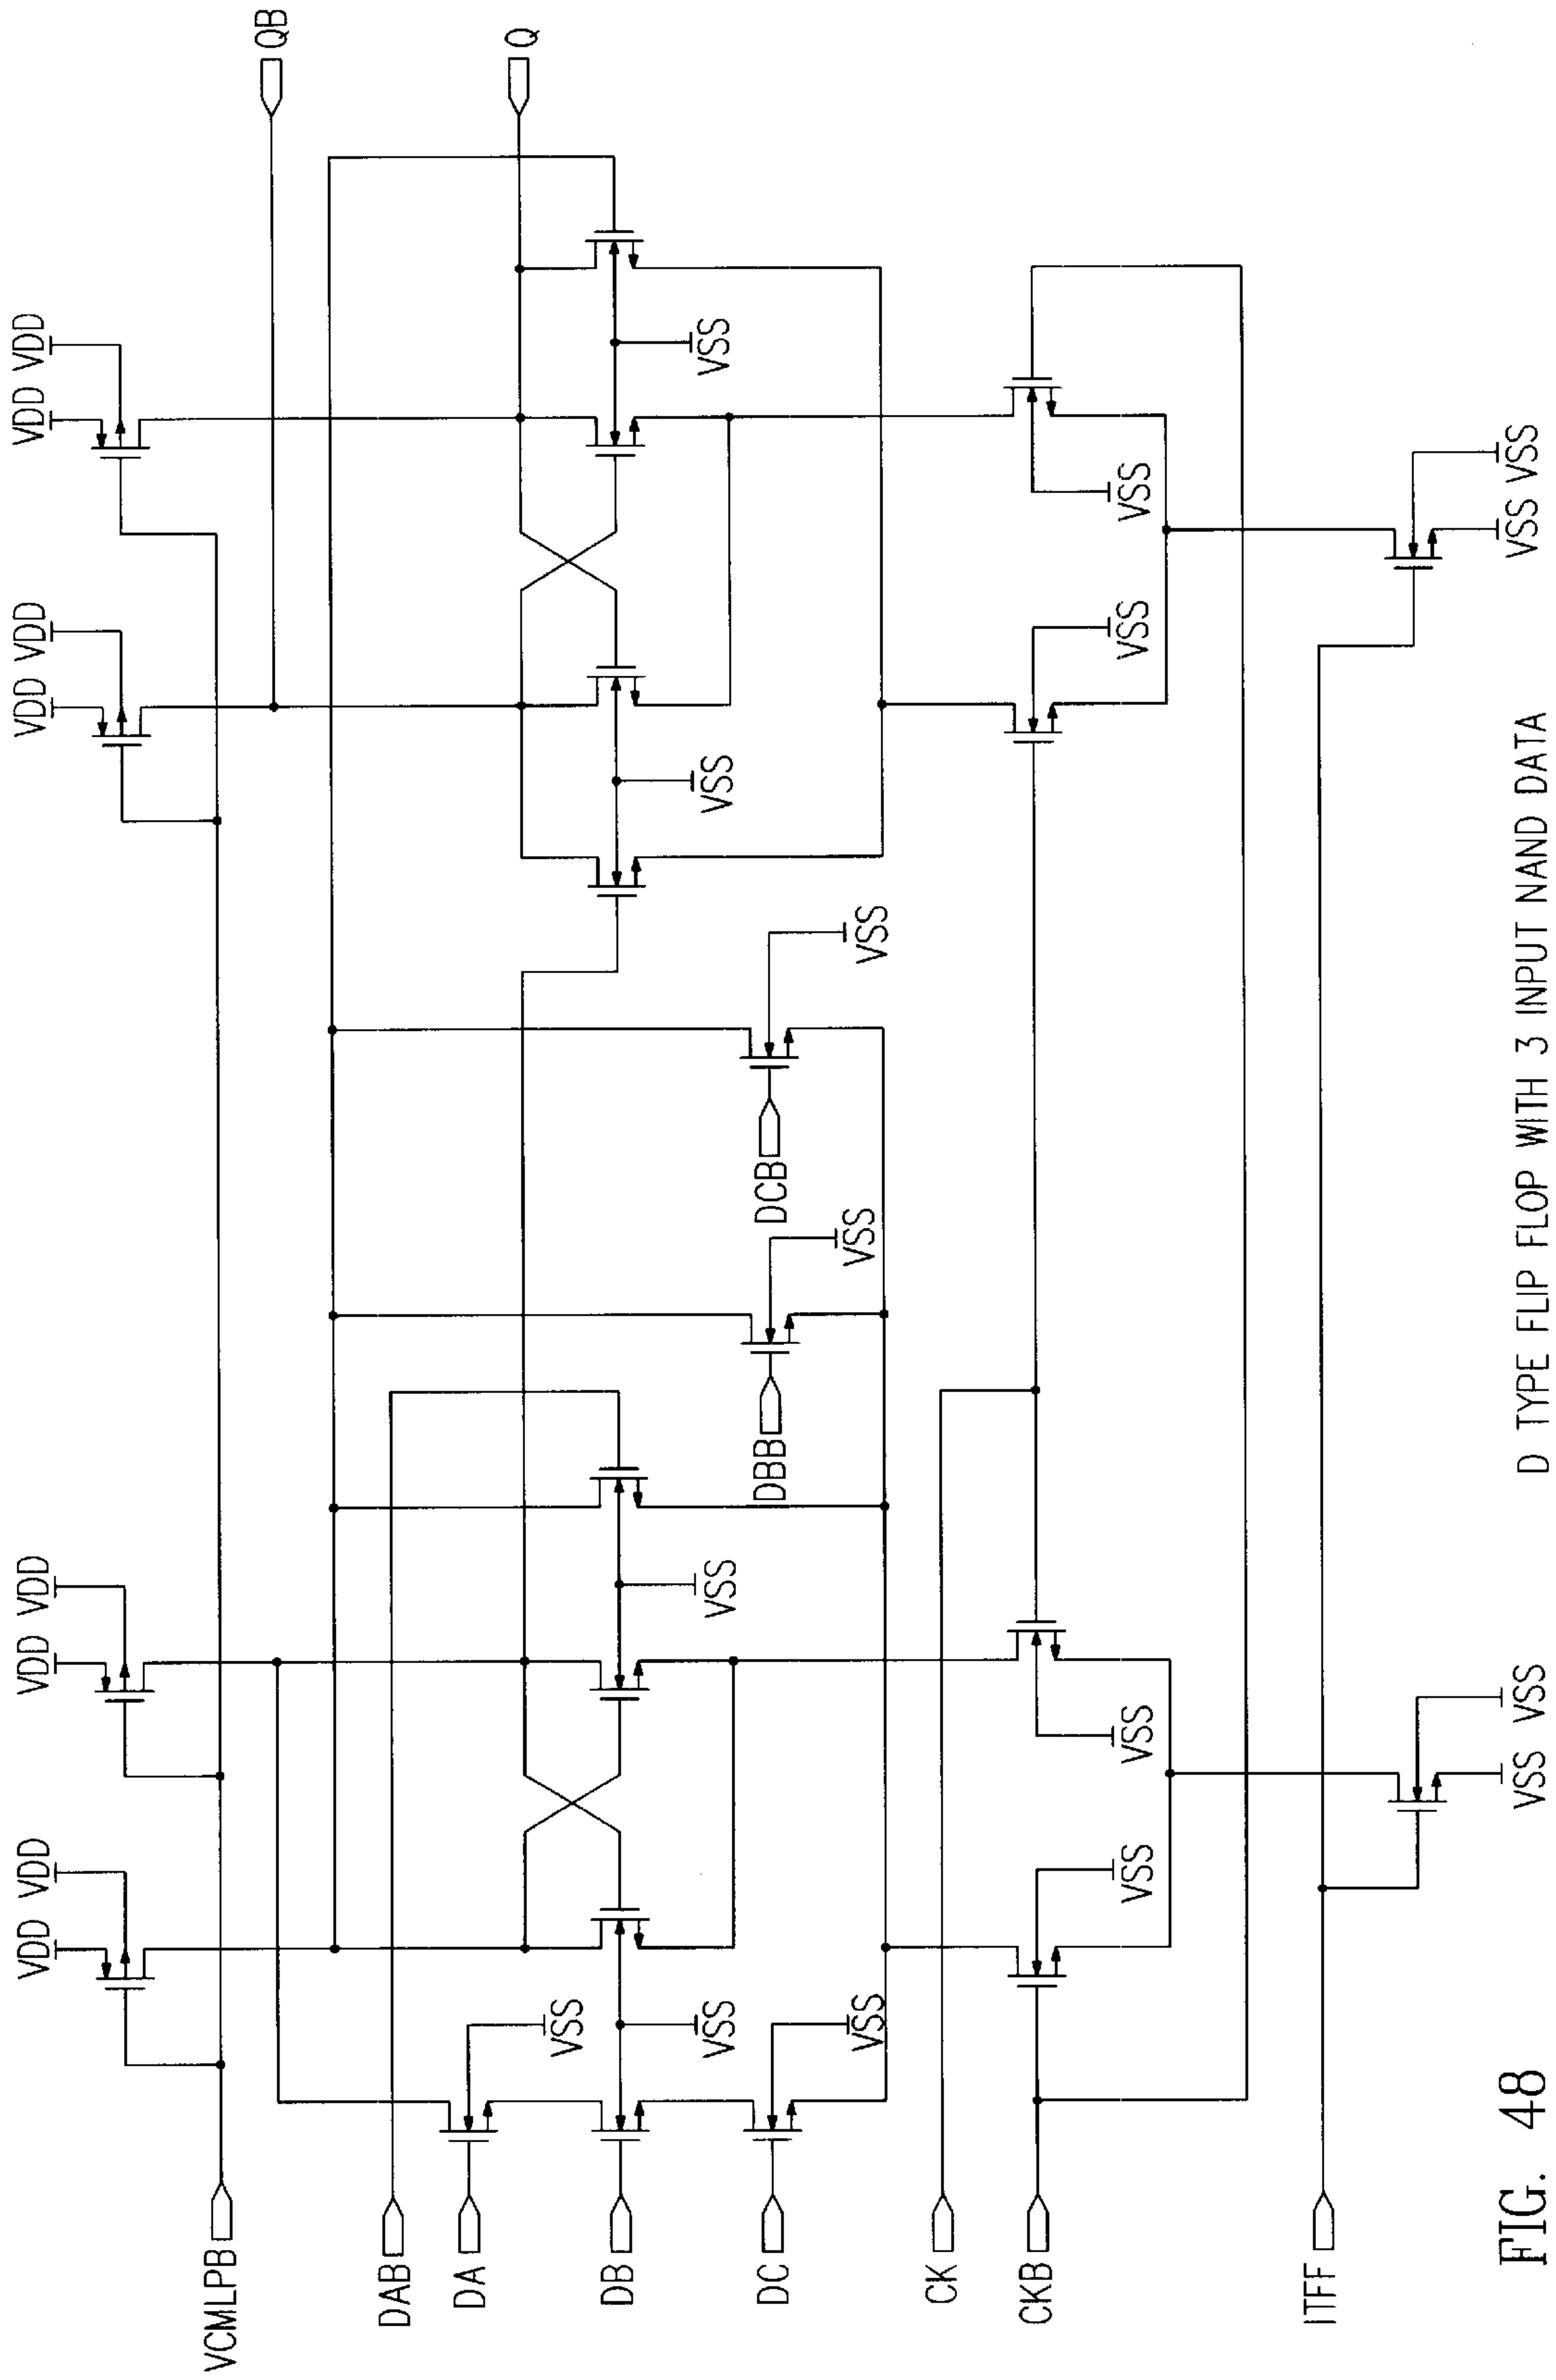 VDD VDD
VDD VDD
VDD VDD
VDD VDD
QB
Q
VCMLPB
DAB
DA
VSS
DB
VSS
VSS
VSS
VSS
DC
VSS
DBB
VSS
DCB
VSS
CK
CKB
VSS
VSS
VSS
VSS
ITFF
VSS VSS
VSS VSS
D TYPE FLIP FLOP WITH 3 INPUT NAND DATA
FIG. 48